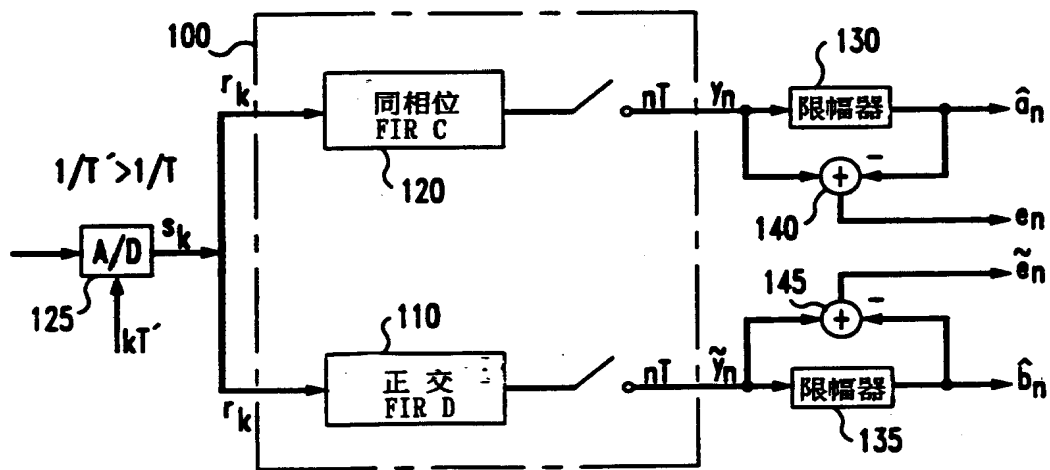 100
130
r_k
同相位
FIR C
nT
y_n
限幅器
â_n
1/T´>1/T
120
140
e_n
s_k
A/D
125
kT´
110
145
ẽ_n
r_k
正交
FIR D
nT
ỹ_n
限幅器
b̂_n
135
+
−
+
−